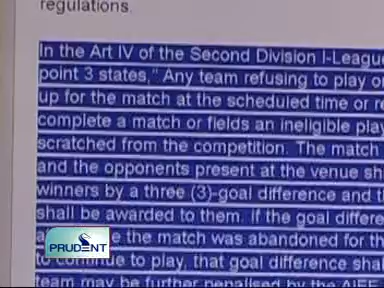 regulations.
In the Art IV of the Second Division I-League
point 3 states," Any team refusing to play o
up for the match at the scheduled time or r
complete a match or fields an ineligible play
scratched from the competition. The match
and the opponents present at the venue sh
winners by a three (3)-goal difference and t
shall be awarded to them. If the goal differe
the match was abandoned for th
to continue to play, that goal difference shal
team may be further penalised by the AIFF
PRUDENT